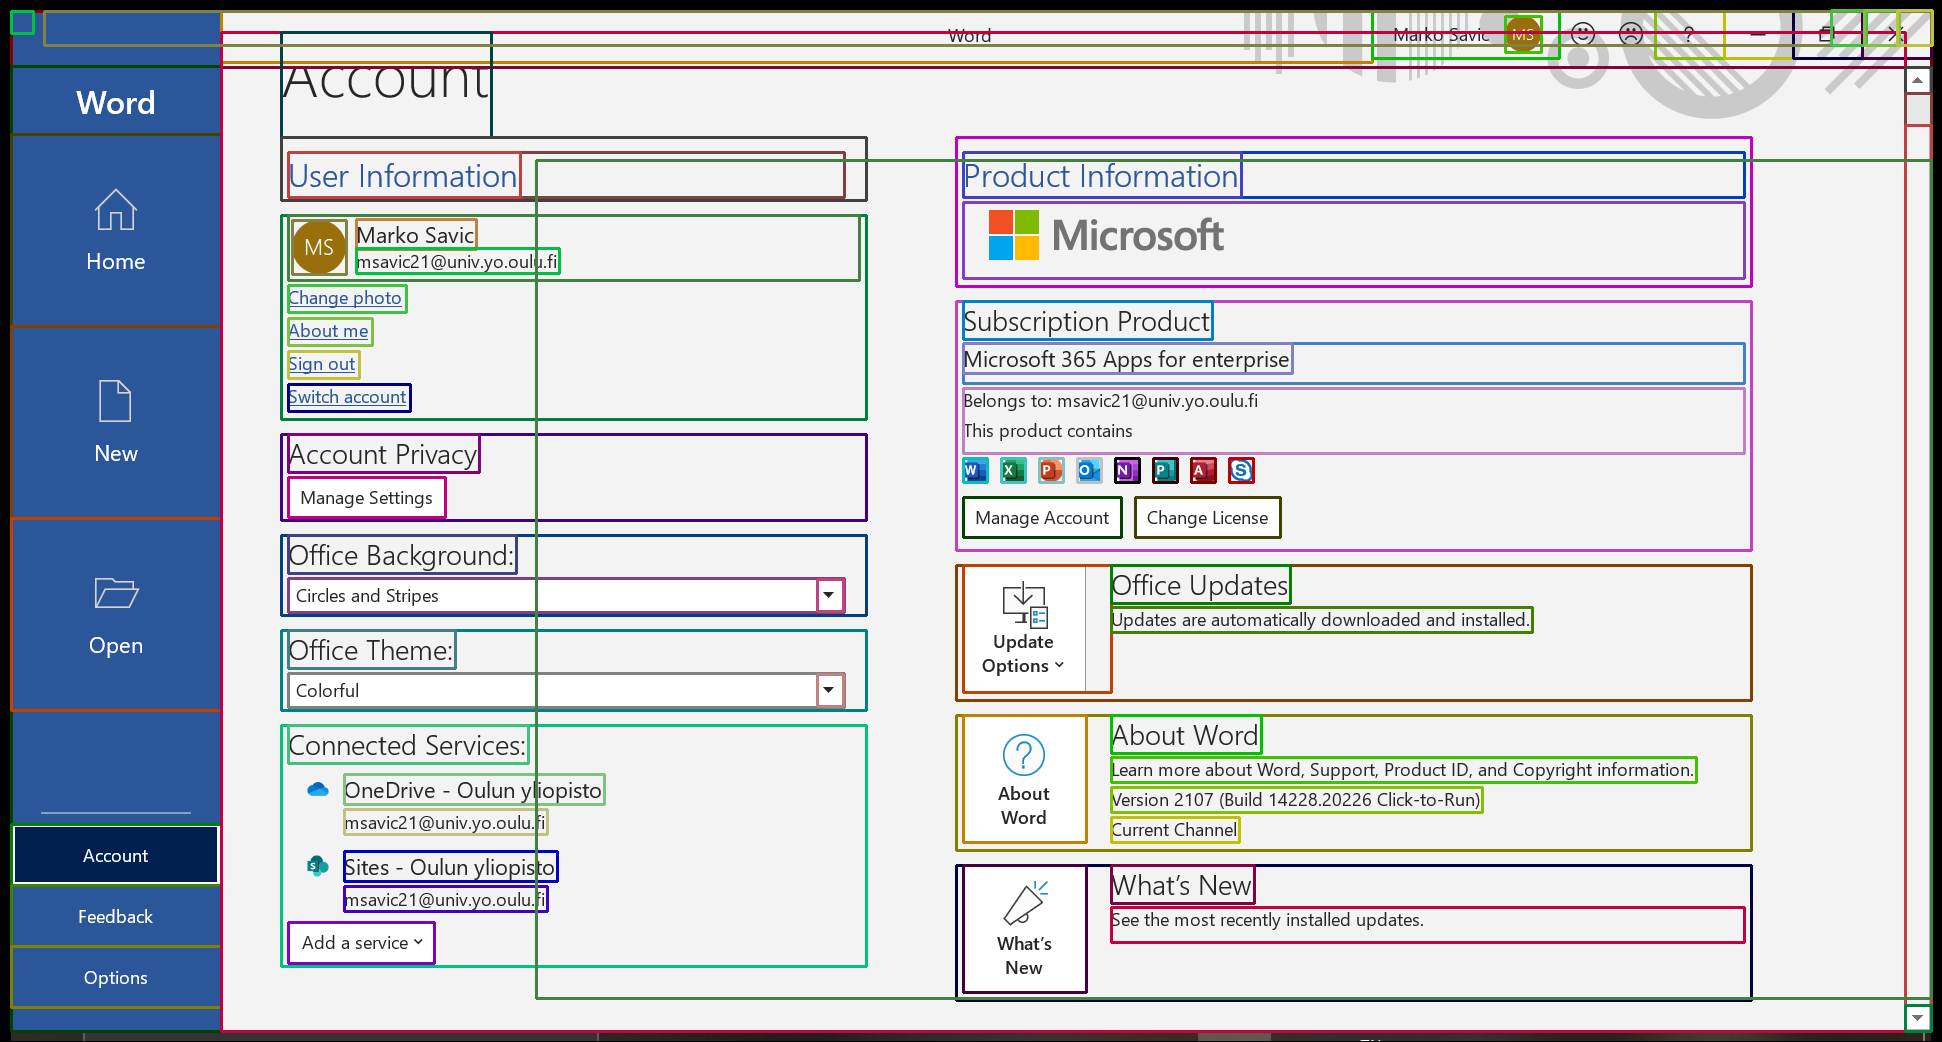 Word
Marko Savic
MS
?
Word
Home
New
Open
Account
Feedback
Options
Account
User Information
MS
Marko Savic
msavic21@univ.yo.oulu.fi
Change photo
About me
Sign out
Switch account
Account Privacy
Manage Settings
Office Background:
Circles and Stripes
Office Theme:
Colorful
Connected Services:
OneDrive - Oulun yliopisto
msavic21@univ.yo.oulu.fi
S
Sites - Oulun yliopisto
msavic21@univ.yo.oulu.fi
Add a service
Product Information
Microsoft
Subscription Product
Microsoft 365 Apps for enterprise
Belongs to: msavic21@univ.yo.oulu.fi
This product contains
W X P O N P A S
Manage Account Change License
Update
Options
Office Updates
Updates are automatically downloaded and installed.
?
About
Word
About Word
Learn more about Word, Support, Product ID, and Copyright information.
Version 2107 (Build 14228.20226 Click-to-Run)
Current Channel
What's
New
What's New
See the most recently installed updates.